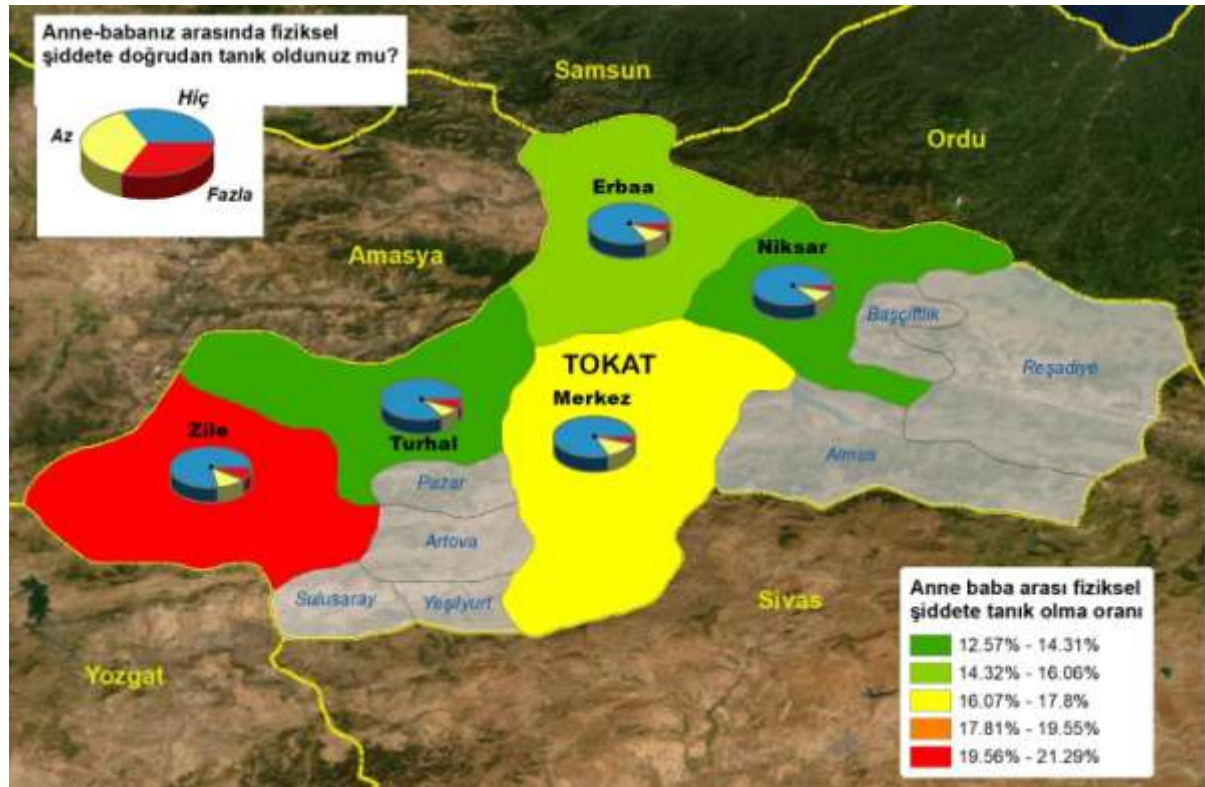 Anne-babanız arasında fiziksel
şiddete doğrudan tanık oldunuz mu?
Hiç
Az
Fazla
Samsun
Ordu
Erbaa
Amasya
Niksar
Başçiftlik
Reşadiye
TOKAT
Merkez
Zile
Turhal
Almus
Pazar
Artova
Sulusaray
Yeşilyurt
Sivas
Yozgat
Anne baba arası fiziksel
şiddete tanık olma oranı
12.57% - 14.31%
14.32% - 16.06%
16.07% - 17.8%
17.81% - 19.55%
19.56% - 21.29%